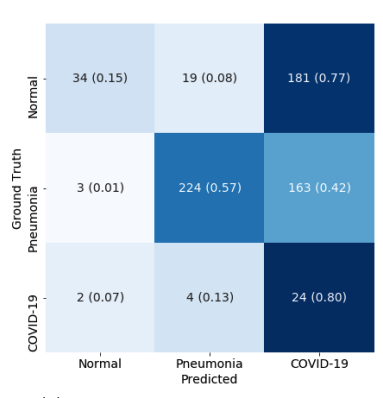 Normal
34 (0.15)
19 (0.08)
181 (0.77)
Ground Truth
Pneumonia
3 (0.01)
224 (0.57)
163 (0.42)
COVID-19
2 (0.07)
4 (0.13)
24 (0.80)
Normal
Pneumonia
COVID-19
Predicted